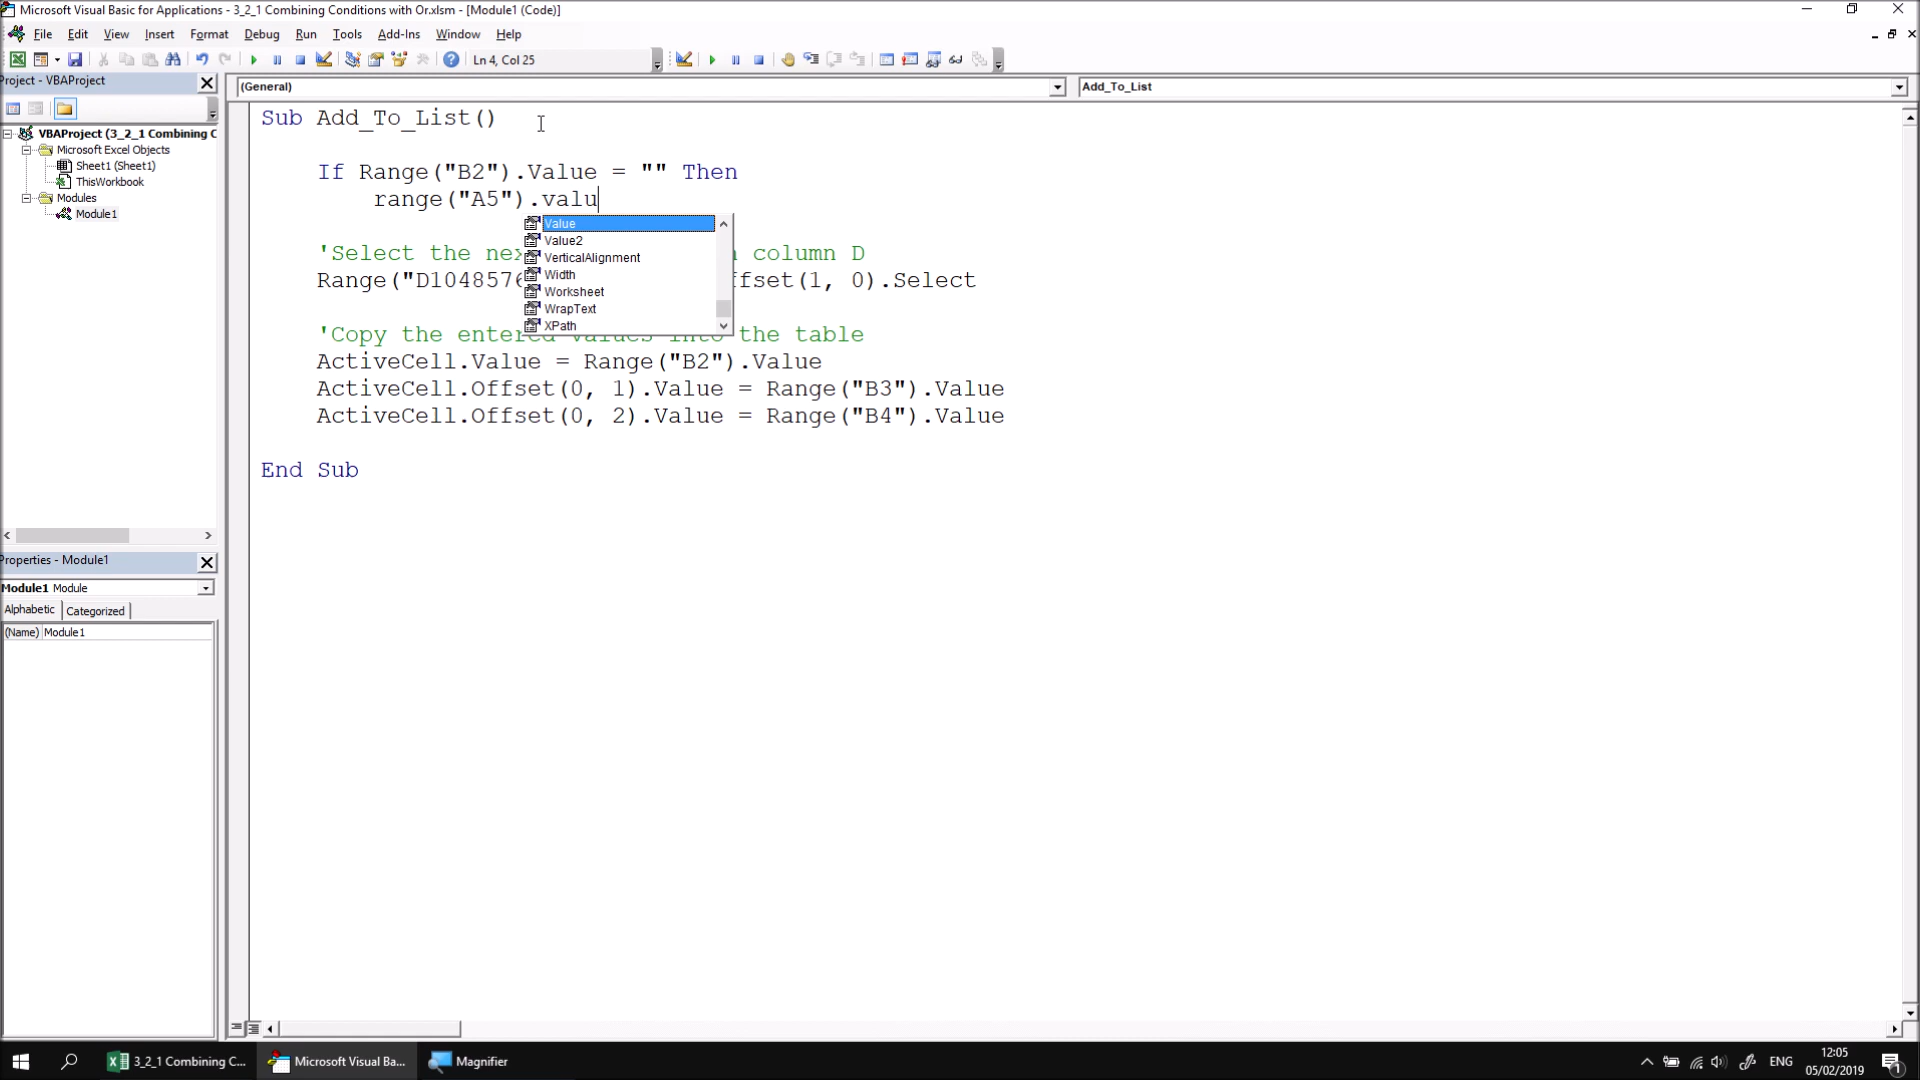 Microsoft Visual Basic for Applications - 3_2_1 Combining Conditions with Or.xlsm - [Module1 (Code)]
File Edit View Insert Format Debug Run Tools Add-Ins Window Help
Ln 4, Col 25
Project - VBAProject
(General)
Add_To_List
VBAProject (3_2_1 Combining C
Microsoft Excel Objects
Sheet1 (Sheet1)
ThisWorkbook
Modules
Module1
Sub Add_To_List()
If Range("B2").Value = "" Then
range("A5").valu
Value
Value2
VerticalAlignment
Width
Worksheet
WrapText
XPath
'Select the nex column D
Range("D1048576 ffset(1, 0).Select
'Copy the entered values into the table
ActiveCell.Value = Range("B2").Value
ActiveCell.Offset(0, 1).Value = Range("B3").Value
ActiveCell.Offset(0, 2).Value = Range("B4").Value
End Sub
Properties - Module1
Module1 Module
Alphabetic Categorized
(Name) Module1
3_2_1 Combining C...
Microsoft Visual Ba...
Magnifier
ENG
12:05
05/02/2019
1